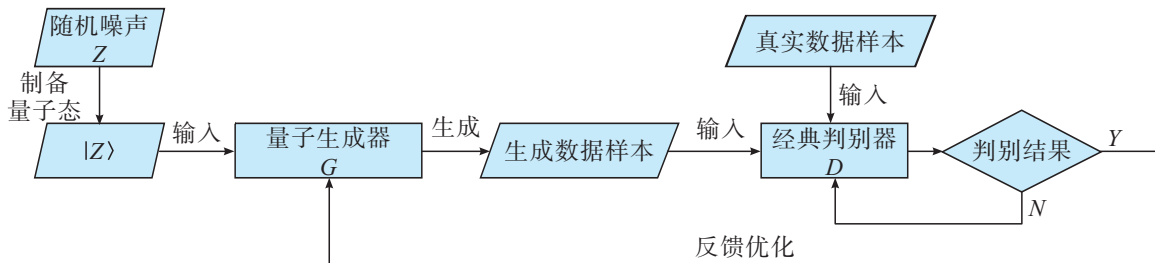 随机噪声
Z
真实数据样本
制备
量子态
输入
|Z⟩
输入
量子生成器
G
生成
生成数据样本
输入
经典判别器
D
判别结果
Y
N
反馈优化